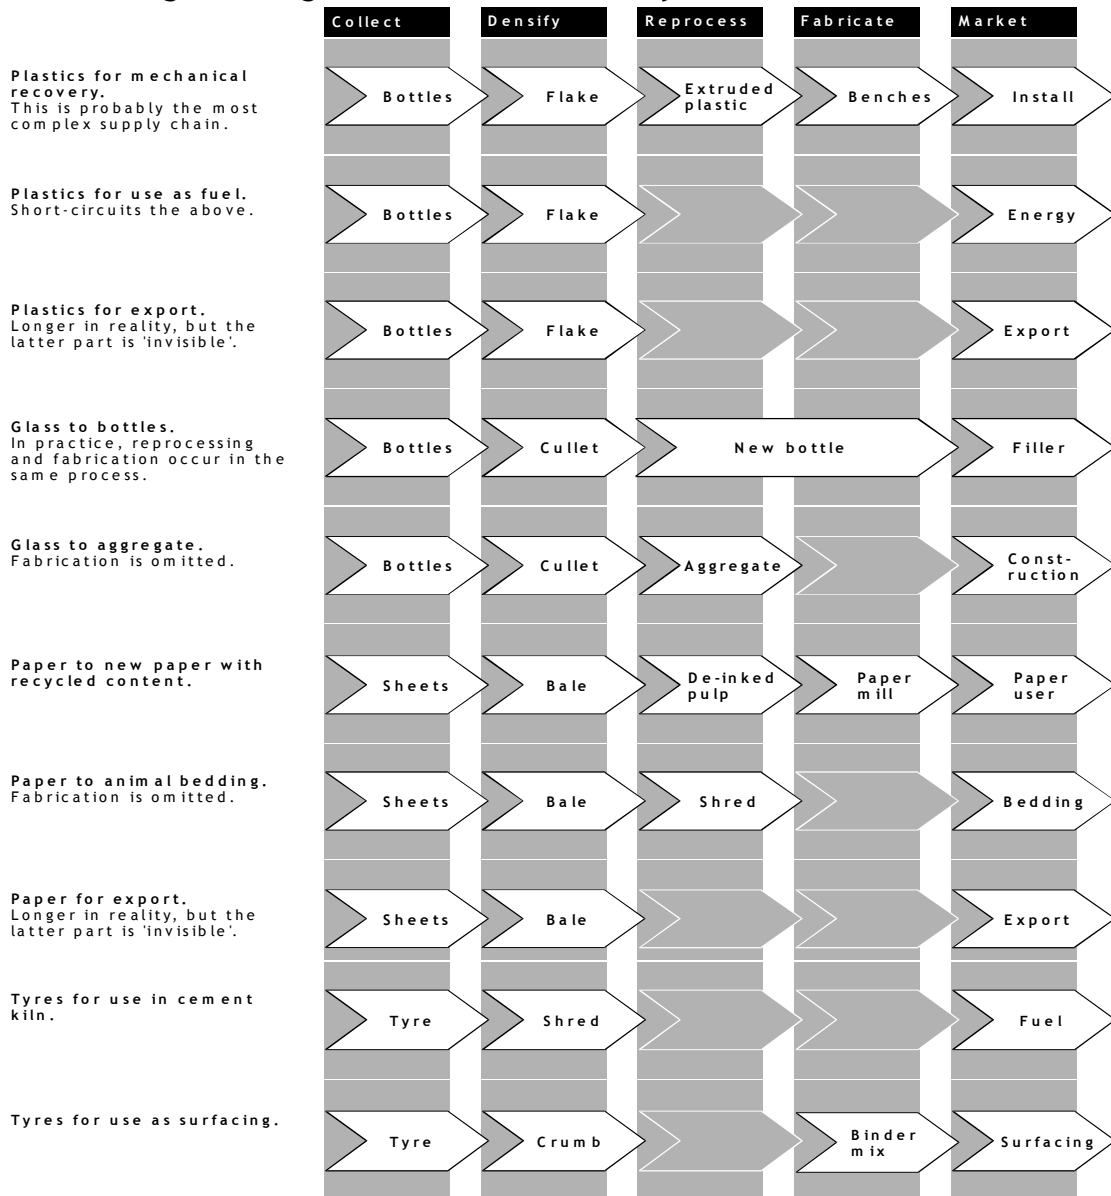 Collect Densify Reprocess Fabricate Market
Plastics for mechanical
recovery.
This is probably the most
complex supply chain.
Bottles Flake Extruded
plastic Benches Install
Plastics for use as fuel.
Short-circuits the above.
Bottles Flake Energy
Plastics for export.
Longer in reality, but the
latter part is 'invisible'.
Bottles Flake Export
Glass to bottles.
In practice, reprocessing
and fabrication occur in the
same process.
Bottles Cullet New bottle Filler
Glass to aggregate.
Fabrication is omitted.
Bottles Cullet Aggregate Const-
ruction
Paper to new paper with
recycled content.
Sheets Bale De-inked
pulp Paper
mill Paper
user
Paper to animal bedding.
Fabrication is omitted.
Sheets Bale Shred Bedding
Paper for export.
Longer in reality, but the
latter part is 'invisible'.
Sheets Bale Export
Tyres for use in cement
kiln.
Tyre Shred Fuel
Tyres for use as surfacing.
Tyre Crumb Binder
mix Surfacing